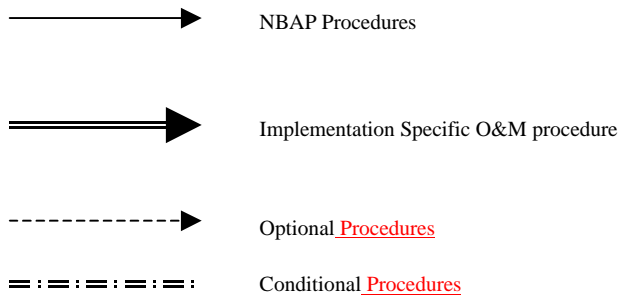 NBAP Procedures
Implementation Specific O&M procedure
Optional Procedures
Conditional Procedures